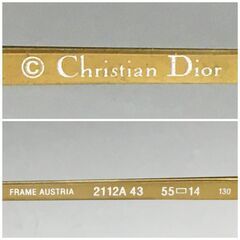 © Christian Dior
FRAME AUSTRIA 2112A 43 55□14 130